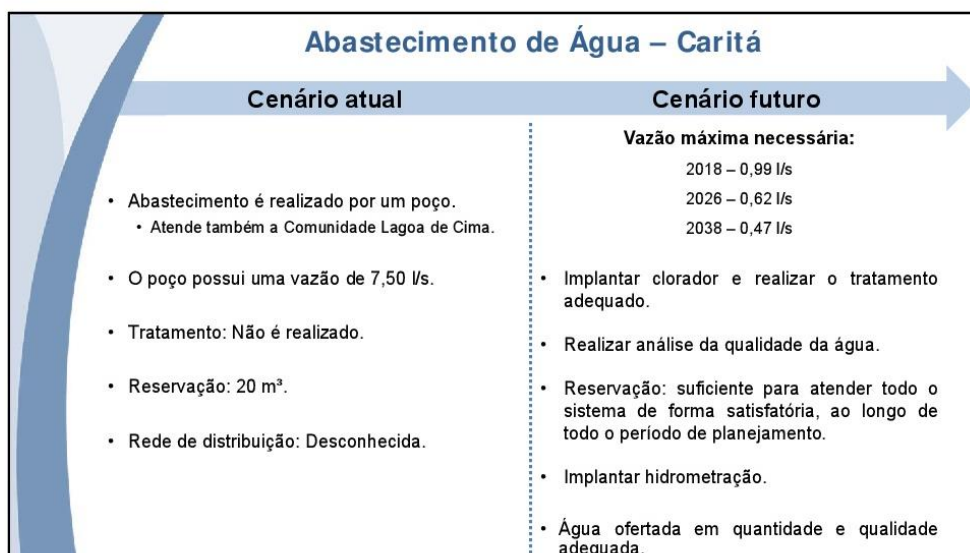 Abastecimento de Água – Caritá
Cenário atual
• Abastecimento é realizado por um poço.
• Atende também a Comunidade Lagoa de Cima.
• O poço possui uma vazão de 7,50 l/s.
• Tratamento: Não é realizado.
• Reservação: 20 m³.
• Rede de distribuição: Desconhecida.
Cenário futuro
Vazão máxima necessária:
2018 – 0,99 l/s
2026 – 0,62 l/s
2038 – 0,47 l/s
• Implantar clorador e realizar o tratamento
adequado.
• Realizar análise da qualidade da água.
• Reservação: suficiente para atender todo o
sistema de forma satisfatória, ao longo de
todo o período de planejamento.
• Implantar hidrometração.
• Água ofertada em quantidade e qualidade
adequada.